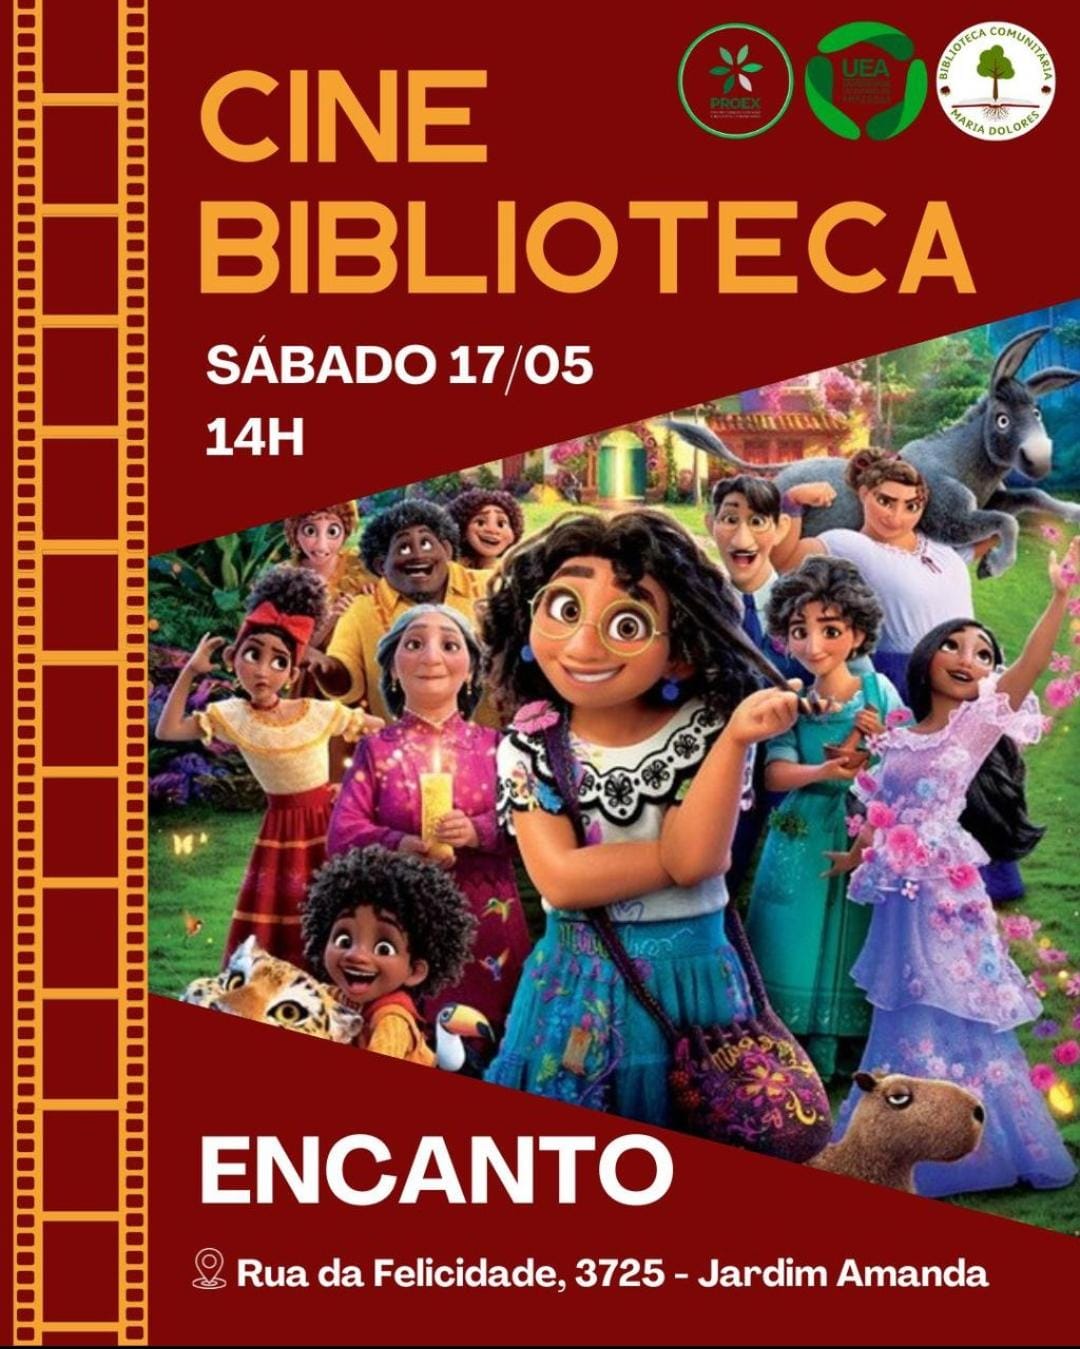 CINE
BIBLIOTECA
PROEX
UEA
BIBLIOTECA COMUNITÁRIA
MARIA DOLORES
SÁBADO 17/05
14H
ENCANTO
Rua da Felicidade, 3725 - Jardim Amanda